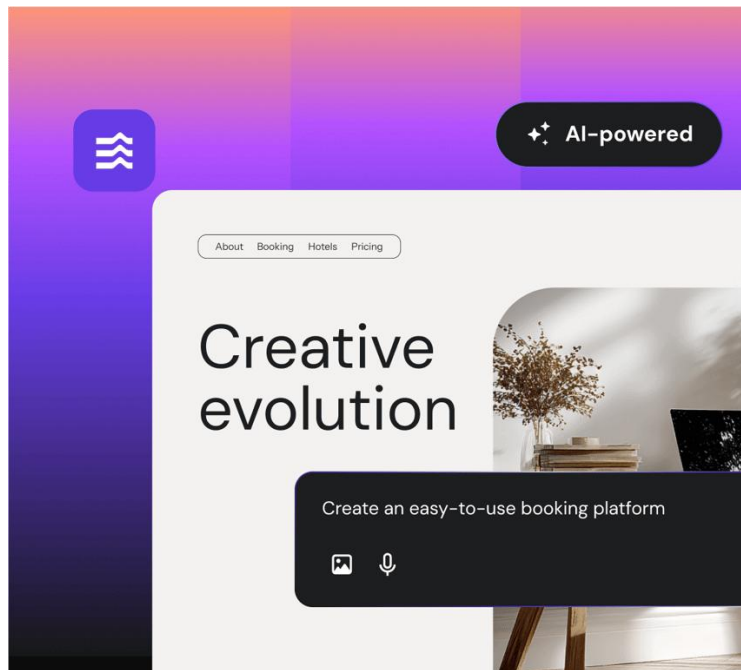 AI-powered
About Booking Hotels Pricing
Creative
evolution
Create an easy-to-use booking platform